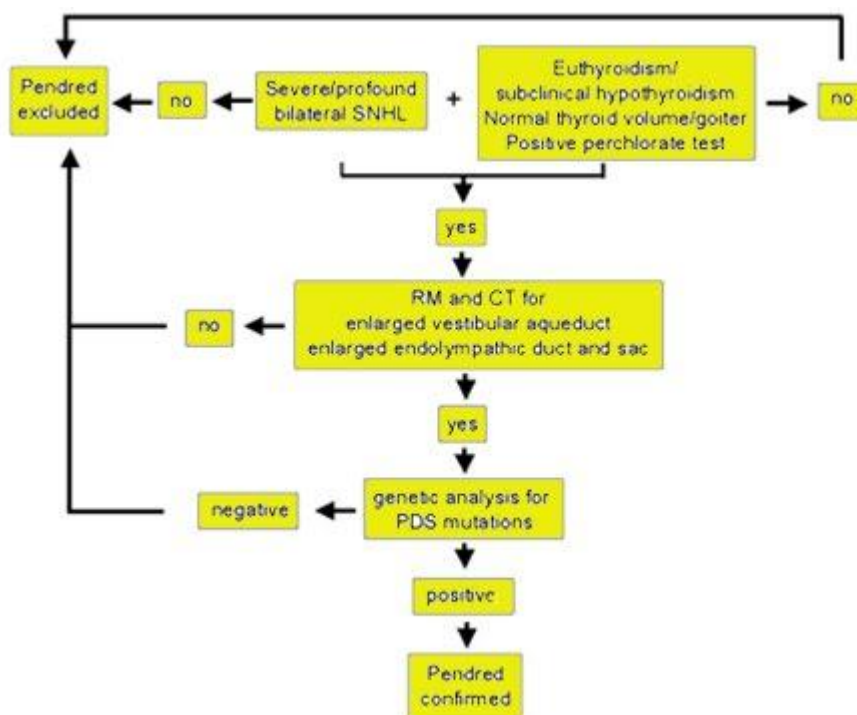 Pendred
excluded
no
Severe/profound
bilateral SNHL
+
Euthyroidism/
subclinical hypothyroidism
Normal thyroid volume/goiter
Positive perchlorate test
no
yes
RM and CT for
enlarged vestibular aqueduct
enlarged endolympathic duct and sac
no
yes
genetic analysis for
PDS mutations
negative
positive
Pendred
confirmed